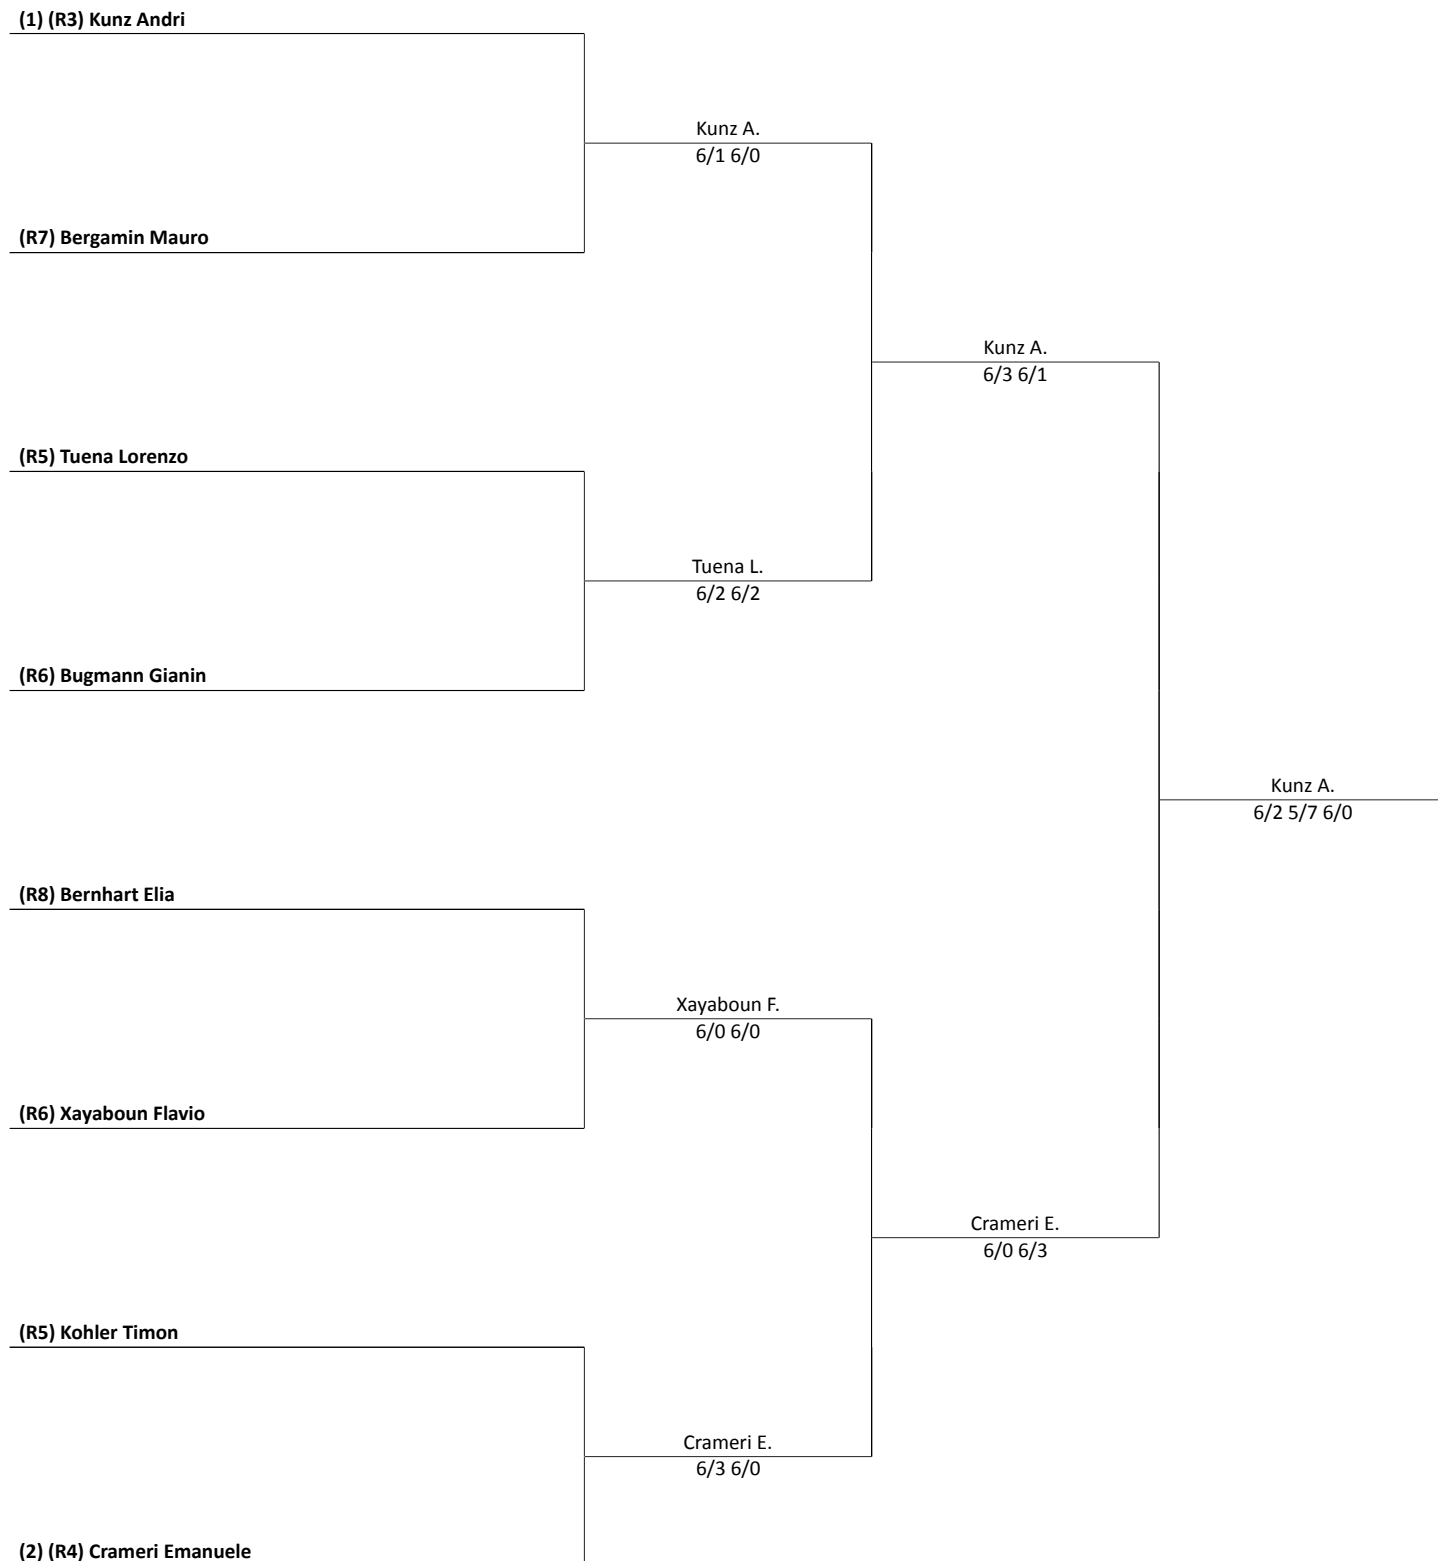 (1) (R3) Kunz Andri
Kunz A.
6/1 6/0
(R7) Bergamin Mauro
Kunz A.
6/3 6/1
(R5) Tuena Lorenzo
Tuena L.
6/2 6/2
(R6) Bugmann Gianin
Kunz A.
6/2 5/7 6/0
(R8) Bernhart Elia
Xayaboun F.
6/0 6/0
(R6) Xayaboun Flavio
Crameri E.
6/0 6/3
(R5) Kohler Timon
Crameri E.
6/3 6/0
(2) (R4) Crameri Emanuele